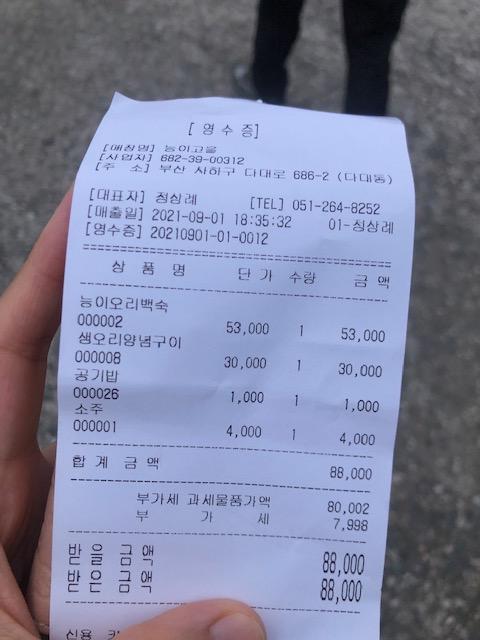 [ 영 수 증]
[매장명] 능이고을
[사업자] 682-39-00312
[주 소] 부산 사하구 다대로 686-2 (다대동)
[대표자] 정삼례 [TEL] 051-264-8252
[매출일] 2021-09-01 18:35:32 01-정삼례
[영수증] 20210901-01-0012
상 품 명 단 가 수량 금 액
능이오리백숙
000002 53,000 1 53,000
생오리양념구이
000008 30,000 1 30,000
공기밥
000026 1,000 1 1,000
소주
000001 4,000 1 4,000
합 계 금 액 88,000
부가세 과세물품가액 80,002
부 가 세 7,998
받을 금액 88,000
받은 금액 88,000
신용